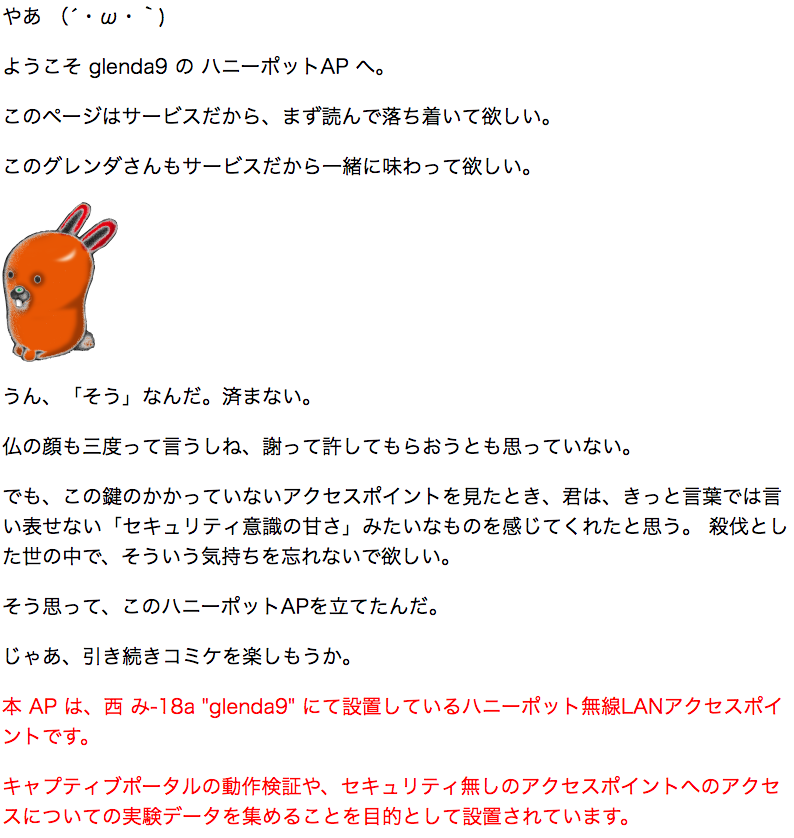 やあ （´・ω・｀)
ようこそ glenda9 の ハニーポットAP へ。
このページはサービスだから、まず読んで落ち着いて欲しい。
このグレンダさんもサービスだから一緒に味わって欲しい。
うん、「そう」なんだ。済まない。
仏の顔も三度って言うしね、謝って許してもらおうとも思っていない。
でも、この鍵のかかっていないアクセスポイントを見たとき、君は、きっと言葉では言
い表せない「セキュリティ意識の甘さ」みたいなものを感じてくれたと思う。 殺伐とし
た世の中で、そういう気持ちを忘れないで欲しい。
そう思って、このハニーポットAPを立てたんだ。
じゃあ、引き続きコミケを楽しもうか。
本 AP は、西 み-18a "glenda9" にて設置しているハニーポット無線LANアクセスポイ
ントです。
キャプティブポータルの動作検証や、セキュリティ無しのアクセスポイントへのアクセ
スについての実験データを集めることを目的として設置されています。